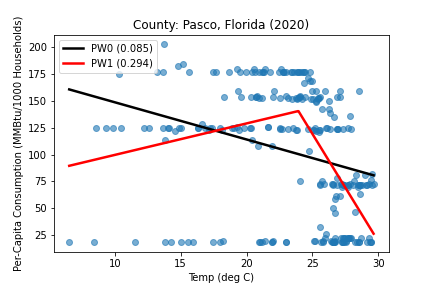 County: Pasco, Florida (2020)
Per-Capita Consumption (MMBtu/1000 Households)
200
175
150
125
100
75
50
25
PW0 (0.085)
PW1 (0.294)
10 15 20 25 30
Temp (deg C)